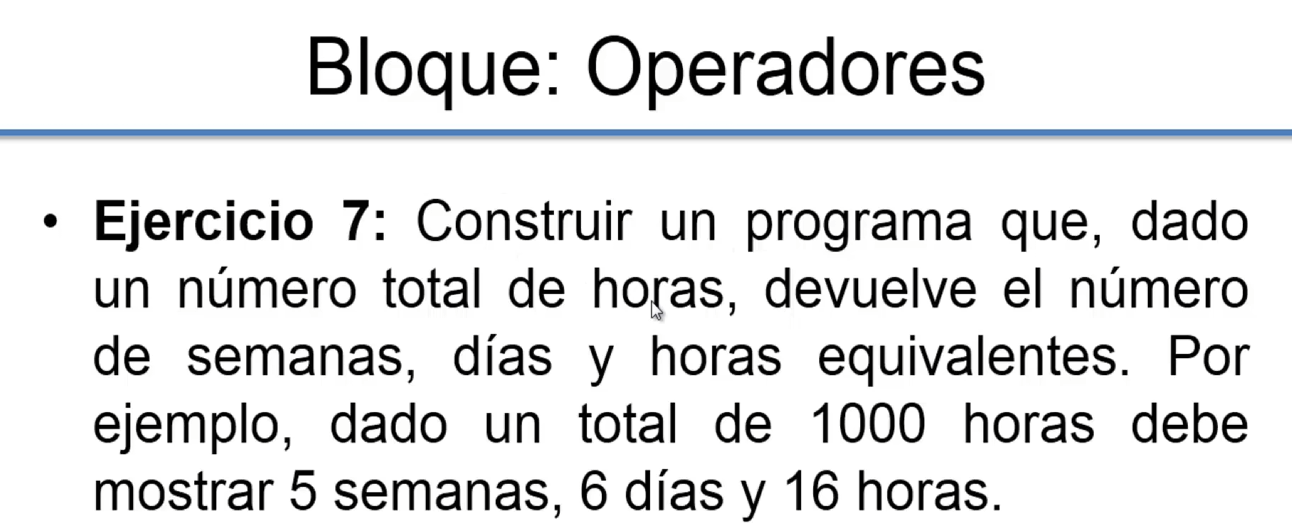 Bloque: Operadores
• Ejercicio 7: Construir un programa que, dado
un número total de horas, devuelve el número
de semanas, días y horas equivalentes. Por
ejemplo, dado un total de 1000 horas debe
mostrar 5 semanas, 6 días y 16 horas.